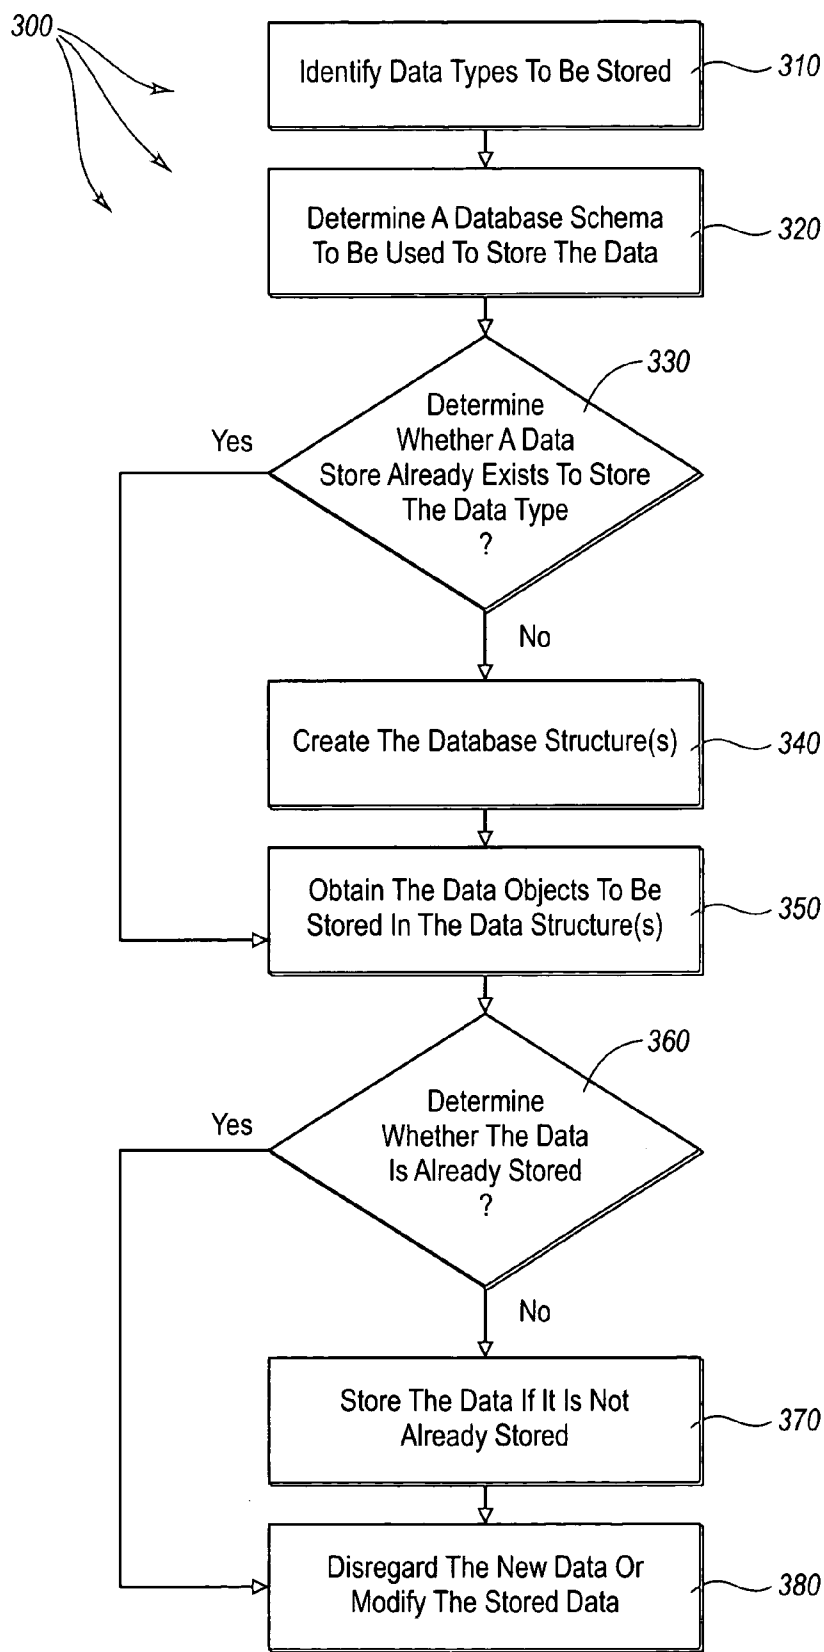 300
Identify Data Types To Be Stored
310
Determine A Database Schema
To Be Used To Store The Data
320
330
Determine
Whether A Data
Store Already Exists To Store
The Data Type
?
Yes
No
Create The Database Structure(s)
340
Obtain The Data Objects To Be
Stored In The Data Structure(s)
350
360
Determine
Whether The Data
Is Already Stored
?
Yes
No
Store The Data If It Is Not
Already Stored
370
Disregard The New Data Or
Modify The Stored Data
380